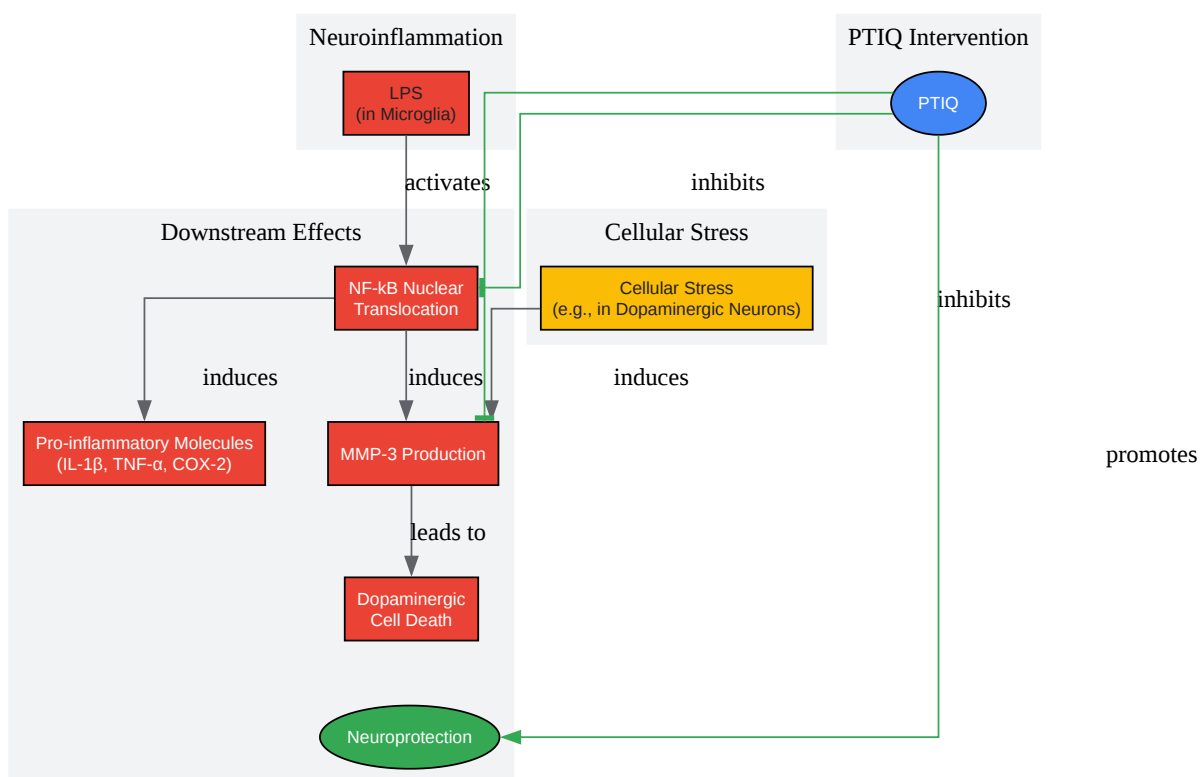 Neuroinflammation
PTIQ Intervention
LPS
(in Microglia)
PTIQ
activates
inhibits
Downstream Effects
Cellular Stress
NF-kB Nuclear
Translocation
Cellular Stress
(e.g., in Dopaminergic Neurons)
inhibits
induces
induces
induces
Pro-inflammatory Molecules
(IL-1β, TNF-α, COX-2)
MMP-3 Production
promotes
leads to
Dopaminergic
Cell Death
Neuroprotection